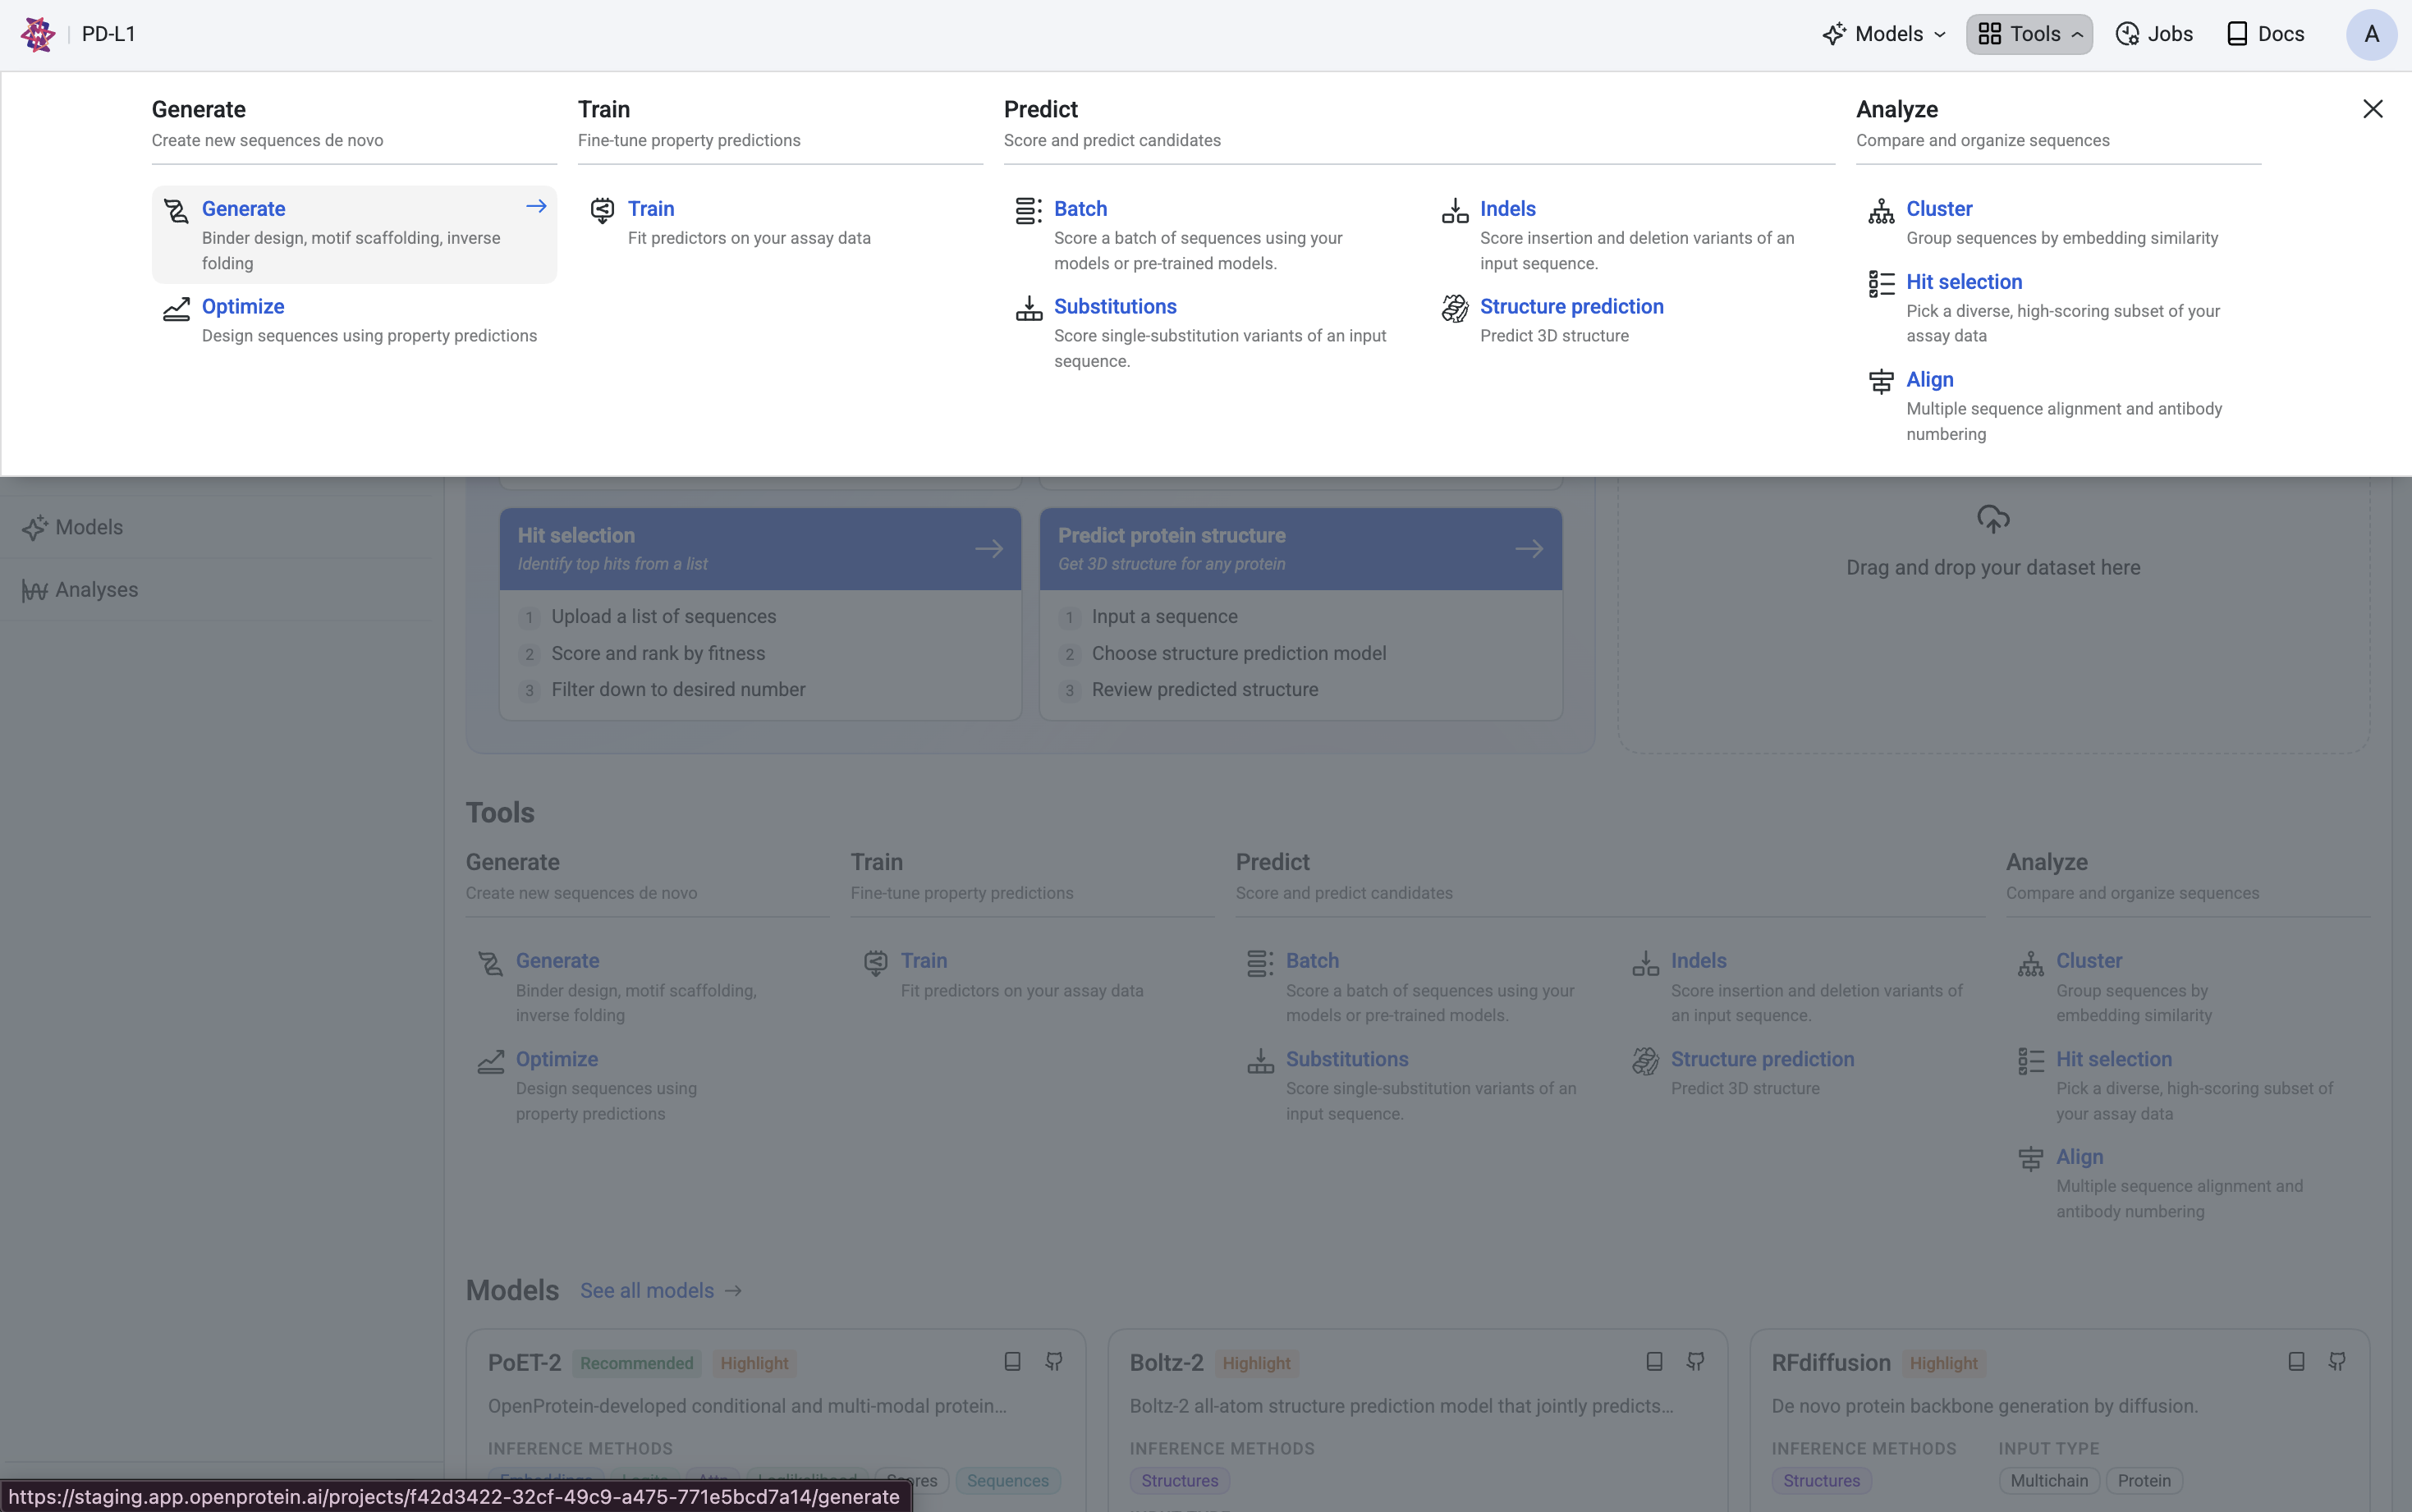 PD-L1
Models
Tools
Jobs
Docs
A
Generate
Create new sequences de novo
Generate
Binder design, motif scaffolding, inverse
folding
Optimize
Design sequences using property predictions
Train
Fine-tune property predictions
Train
Fit predictors on your assay data
Predict
Score and predict candidates
Batch
Score a batch of sequences using your
models or pre-trained models.
Substitutions
Score single-substitution variants of an input
sequence.
Indels
Score insertion and deletion variants of an
input sequence.
Structure prediction
Predict 3D structure
Analyze
Compare and organize sequences
Cluster
Group sequences by embedding similarity
Hit selection
Pick a diverse, high-scoring subset of your
assay data
Align
Multiple sequence alignment and antibody
numbering
Models
Analyses
Hit selection
Identify top hits from a list
1 Upload a list of sequences
2 Score and rank by fitness
3 Filter down to desired number
Predict protein structure
Get 3D structure for any protein
1 Input a sequence
2 Choose structure prediction model
3 Review predicted structure
Drag and drop your dataset here
Tools
Generate
Create new sequences de novo
Generate
Binder design, motif scaffolding,
inverse folding
Optimize
Design sequences using
property predictions
Train
Fine-tune property predictions
Train
Fit predictors on your assay data
Predict
Score and predict candidates
Batch
Score a batch of sequences using your
models or pre-trained models.
Substitutions
Score single-substitution variants of an
input sequence.
Indels
Score insertion and deletion variants of
an input sequence.
Structure prediction
Predict 3D structure
Analyze
Compare and organize sequences
Cluster
Group sequences by
embedding similarity
Hit selection
Pick a diverse, high-scoring subset of
your assay data
Align
Multiple sequence alignment and
antibody numbering
Models
See all models
PoET-2 Recommended Highlight
OpenProtein-developed conditional and multi-modal protein...
INFERENCE METHODS
Sequences
Boltz-2 Highlight
Boltz-2 all-atom structure prediction model that jointly predicts...
INFERENCE METHODS
Structures
RFdiffusion Highlight
De novo protein backbone generation by diffusion.
INFERENCE METHODS
Structures
INPUT TYPE
Multichain Protein
https://staging.app.openprotein.ai/projects/f42d3422-32cf-49c9-a475-771e5bcd7a14/generate